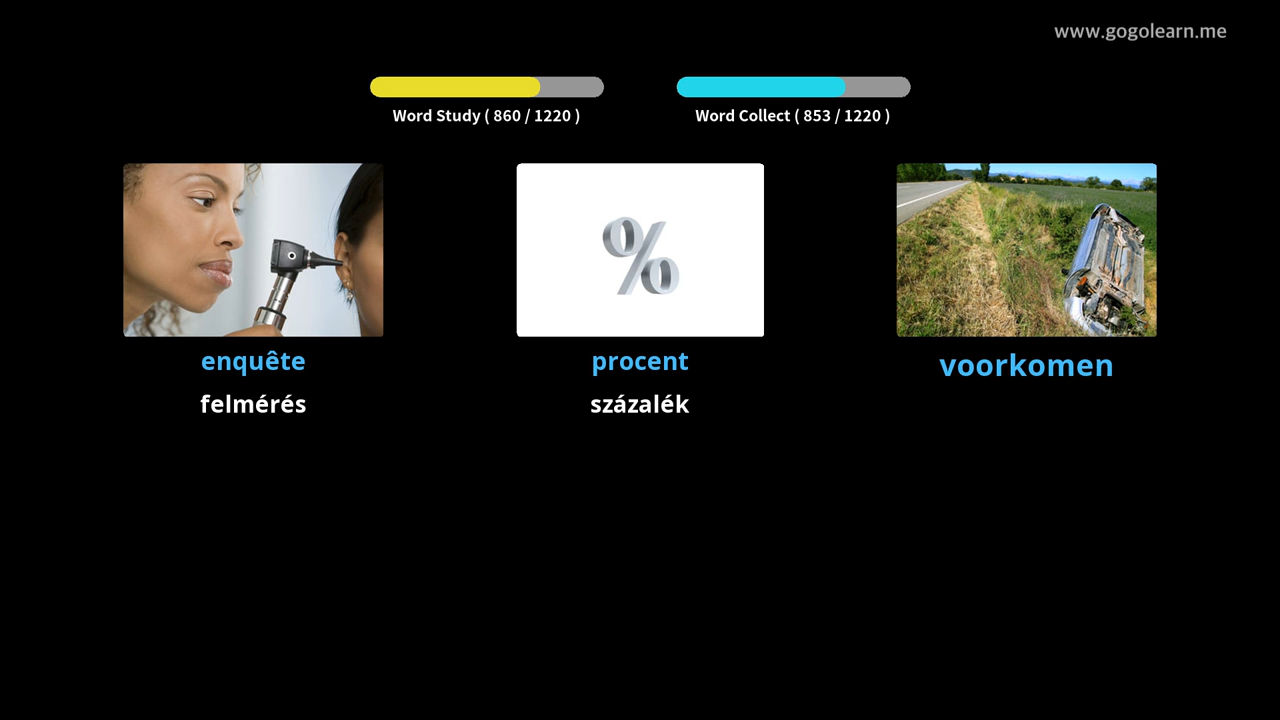 www.gogolearn.me
Word Study ( 860 / 1220 )
Word Collect ( 853 / 1220 )
enquête
felmérés
%
procent
százalék
voorkomen